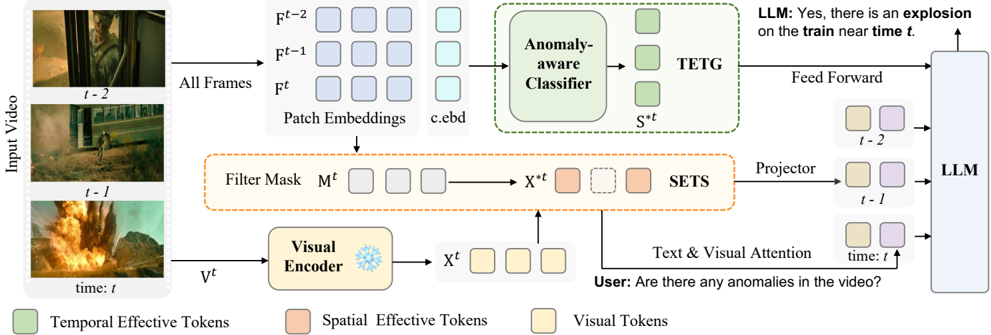 Input Video
t - 2
t - 1
time: t
All Frames
V^t
F^{t-2}
F^{t-1}
F^t
Patch Embeddings
c.ebd
Anomaly-
aware
Classifier
S^{*t}
TETG
Feed Forward
LLM: Yes, there is an explosion
on the train near time t.
Filter Mask
M^t
X^{*t}
SETS
Projector
t - 2
t - 1
time: t
LLM
Visual
Encoder
X^t
Text & Visual Attention
User: Are there any anomalies in the video?
Temporal Effective Tokens
Spatial Effective Tokens
Visual Tokens